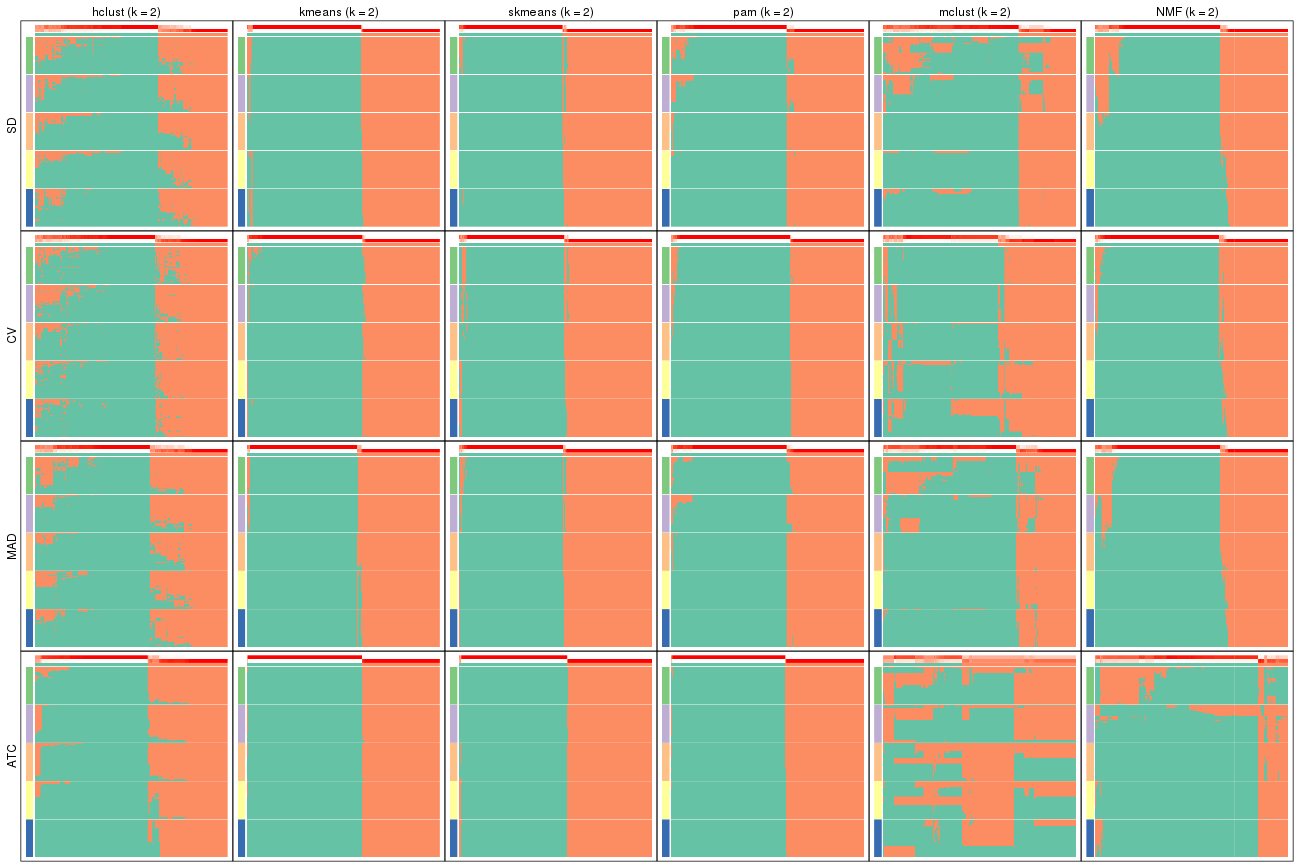 hclust (k = 2) kmeans (k = 2) skmeans (k = 2) pam (k = 2) mclust (k = 2) NMF (k = 2)
SD
CV
MAD
ATC